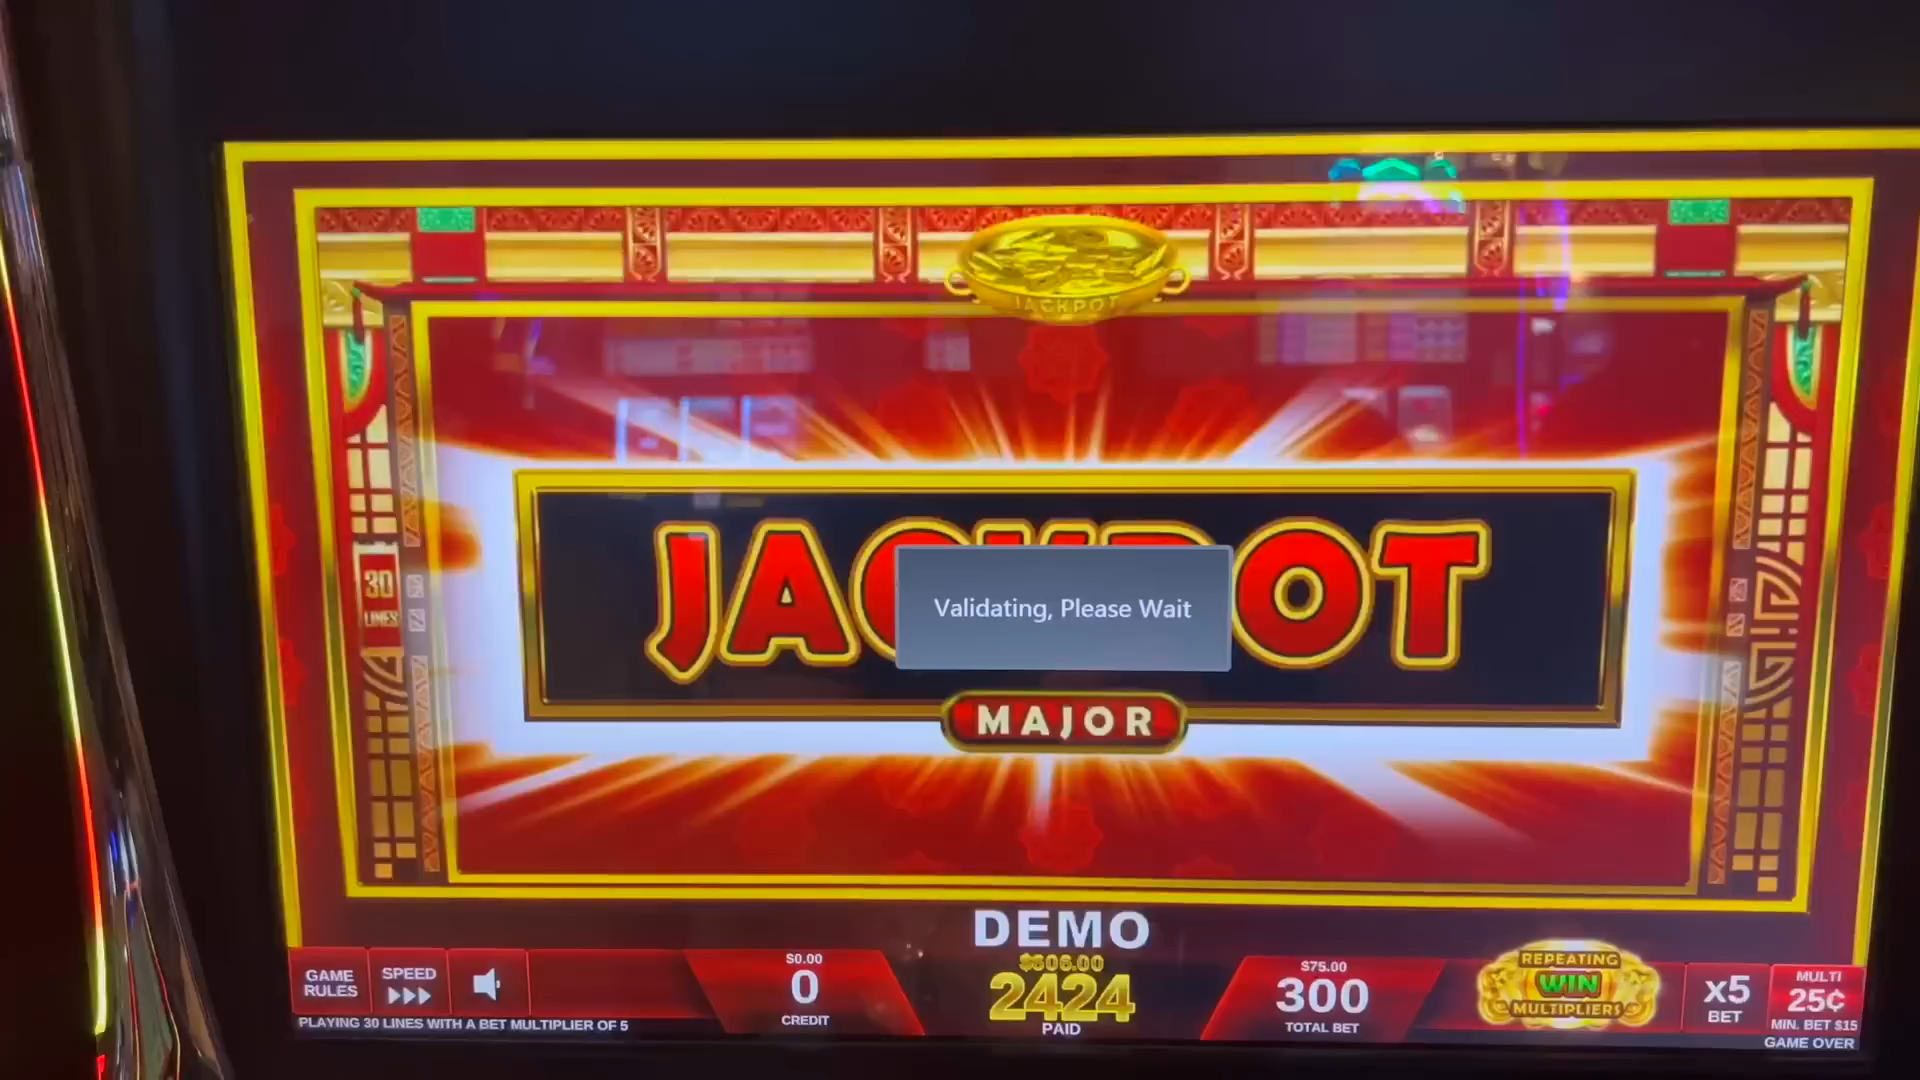 JACKPOT
30
LINES
Validating, Please Wait
MAJOR
DEMO
GAME
RULES
SPEED
$0.00
0
CREDIT
$606.00
2424
PAID
$75.00
300
TOTAL BET
REPEATING
WIN
MULTIPLIERS
x5
BET
MULTI
25¢
MIN. BET $15
PLAYING 30 LINES WITH A BET MULTIPLIER OF 5
GAME OVER